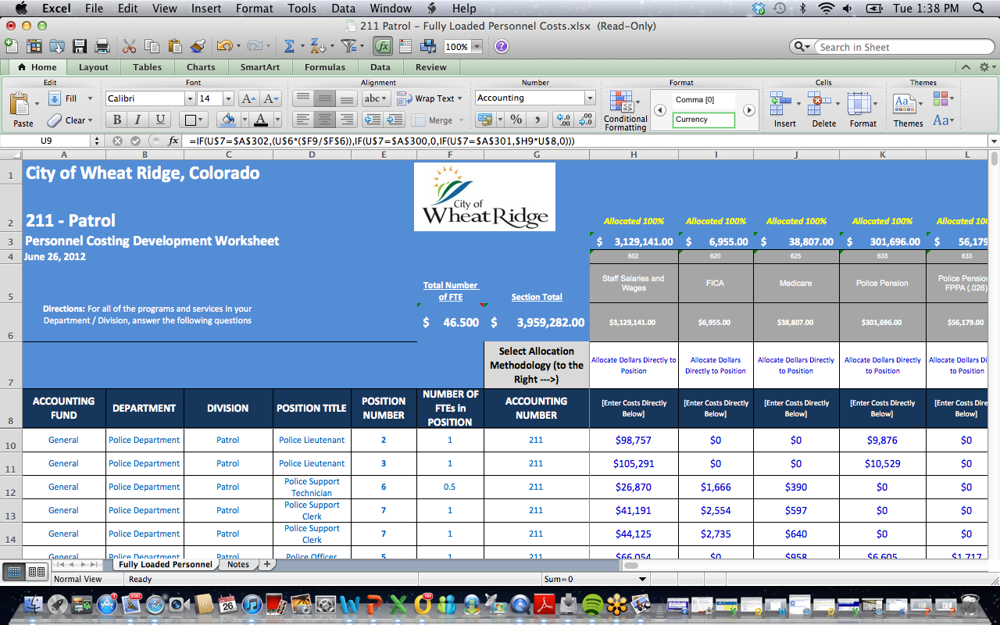 Excel File Edit View Insert Format Tools Data Window Help Tue 1:38 PM
211 Patrol - Fully Loaded Personnel Costs.xlsx (Read-Only)
100% Search in Sheet
Home Layout Tables Charts SmartArt Formulas Data Review
Edit Font Alignment Number Format Cells Themes
Fill Calibri 14 abc Wrap Text Accounting Comma [0]
Paste Clear B I U A Merge % Currency Conditional Formatting Insert Delete Format Themes Aa
U9 fx =IF(U$7=$A$302,(U$6*($F9/$F$6)),IF(U$7=$A$300,0,IF(U$7=$A$301,$H9*U$8,0)))
A B C D E F G H I J K L
1 City of Wheat Ridge, Colorado
City of
Wheat Ridge
2 211 - Patrol Allocated 100% Allocated 100% Allocated 100% Allocated 100% Allocated 10
3 Personnel Costing Development Worksheet $ 3,129,141.00 $ 6,955.00 $ 38,807.00 $ 301,696.00 $ 56,179
4 June 26, 2012 602 620 625 633 633
5 Total Number of FTE Section Total Staff Salaries and Wages FICA Medicare Police Pension Police Pension FPPA (.026)
Directions: For all of the programs and services in your
Department / Division, answer the following questions
6 $ 46.500 $ 3,959,282.00 $3,129,141.00 $6,955.00 $38,807.00 $301,696.00 $56,179.00
7 Select Allocation Methodology (to the Right --->) Allocate Dollars Directly to Position Allocate Dollars Directly to Position Allocate Dollars Directly to Position Allocate Dollars Directly to Position Allocate Dollars Di to Position
8 ACCOUNTING FUND DEPARTMENT DIVISION POSITION TITLE POSITION NUMBER NUMBER OF FTEs in POSITION ACCOUNTING NUMBER [Enter Costs Directly Below] [Enter Costs Directly Below] [Enter Costs Directly Below] [Enter Costs Directly Below] [Enter Costs Dire Below]
10 General Police Department Patrol Police Lieutenant 2 1 211 $98,757 $0 $0 $9,876 $0
11 General Police Department Patrol Police Lieutenant 3 1 211 $105,291 $0 $0 $10,529 $0
12 General Police Department Patrol Police Support Technician 6 0.5 211 $26,870 $1,666 $390 $0 $0
13 General Police Department Patrol Police Support Clerk 7 1 211 $41,191 $2,554 $597 $0 $0
14 General Police Department Patrol Police Support Clerk 7 1 211 $44,125 $2,735 $640 $0 $0
General Police Department Patrol Police Officer 5 1 211 $66,054 $0 $958 $6,605 $1,717
Fully Loaded Personnel Notes
Normal View Ready Sum=0